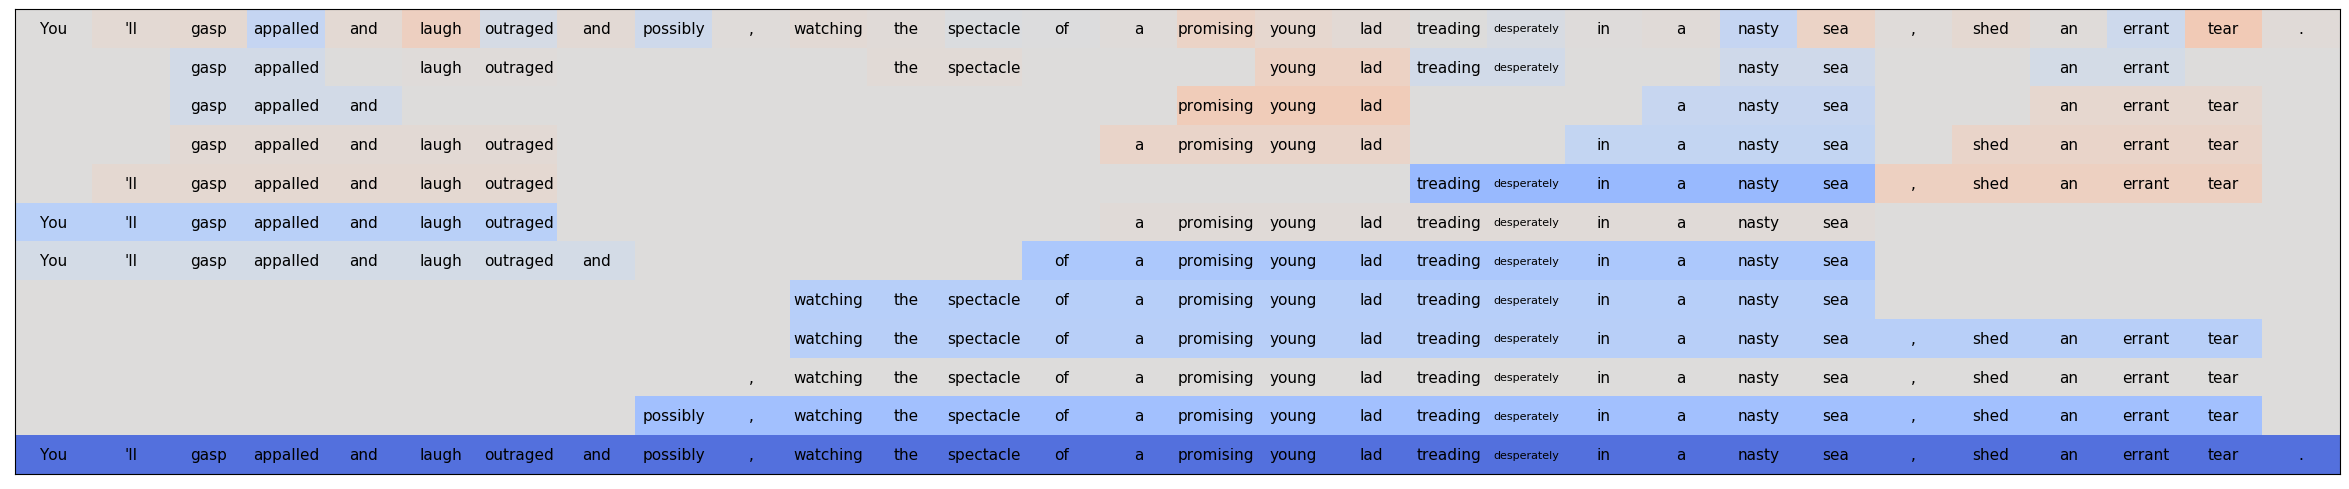 You 'll gasp appalled and laugh outraged and possibly , watching the spectacle of a promising young lad treading desperately in a nasty sea , shed an errant tear .
gasp appalled laugh outraged the spectacle young lad treading desperately nasty sea an errant
gasp appalled and promising young lad a nasty sea an errant tear
gasp appalled and laugh outraged a promising young lad in a nasty sea shed an errant tear
'll gasp appalled and laugh outraged treading desperately in a nasty sea , shed an errant tear
You 'll gasp appalled and laugh outraged a promising young lad treading desperately in a nasty sea
You 'll gasp appalled and laugh outraged and of a promising young lad treading desperately in a nasty sea
watching the spectacle of a promising young lad treading desperately in a nasty sea
watching the spectacle of a promising young lad treading desperately in a nasty sea , shed an errant tear
, watching the spectacle of a promising young lad treading desperately in a nasty sea , shed an errant tear
possibly , watching the spectacle of a promising young lad treading desperately in a nasty sea , shed an errant tear
You 'll gasp appalled and laugh outraged and possibly , watching the spectacle of a promising young lad treading desperately in a nasty sea , shed an errant tear .